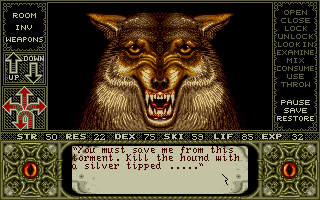 ROOM
INV
WEAPONS
UP
DOWN
OPEN
CLOSE
LOCK
UNLOCK
LOOK IN
EXAMINE
MIX
CONSUME
USE
THROW
PAUSE
SAVE
RESTORE
STR 50 RES 22 DEX 75 SKI 59 LIF 85 EXP 32
"You must save me from this
torment. Kill the hound with
a silver tipped ....."